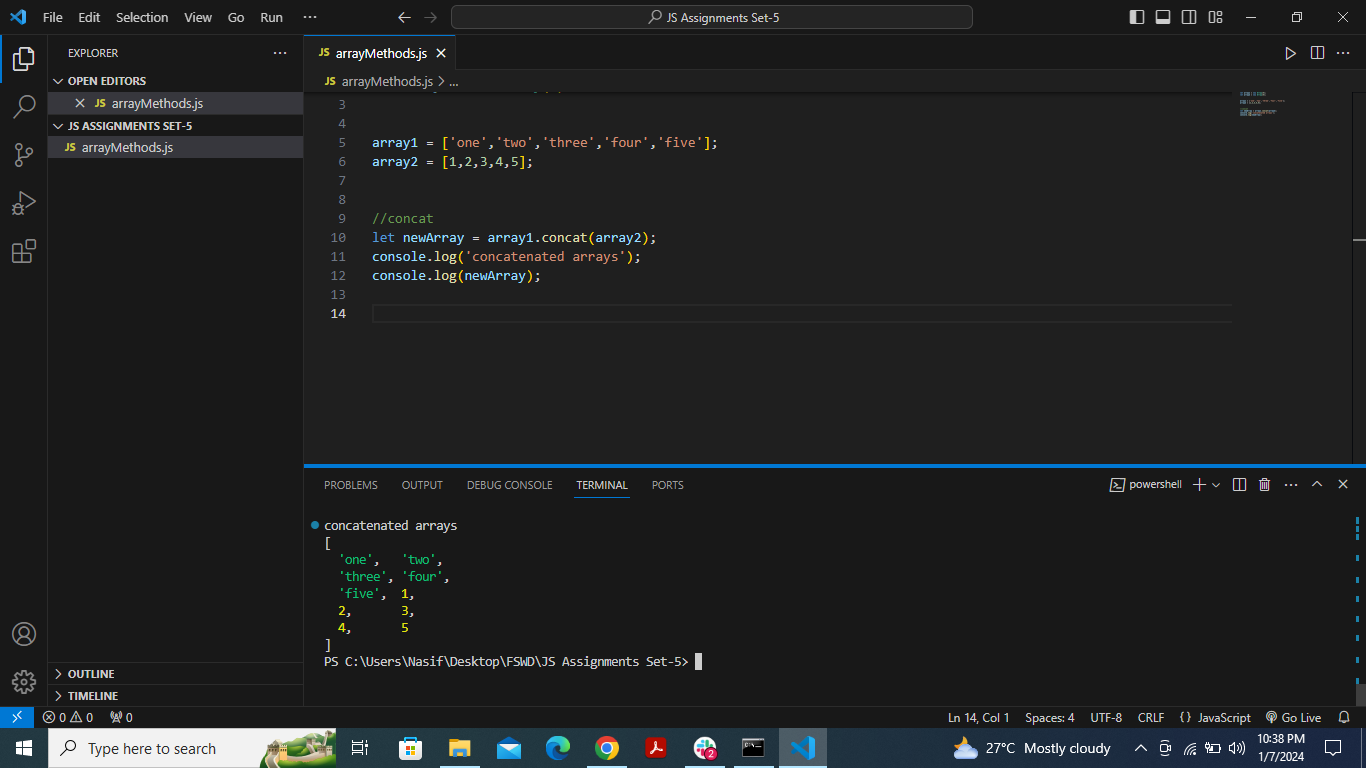 File Edit Selection View Go Run ··· JS Assignments Set-5
EXPLORER ···
OPEN EDITORS
JS arrayMethods.js
JS ASSIGNMENTS SET-5
JS arrayMethods.js
OUTLINE
TIMELINE
JS arrayMethods.js
JS arrayMethods.js > ...
3
4
5 array1 = ['one','two','three','four','five'];
6 array2 = [1,2,3,4,5];
7
8
9 //concat
10 let newArray = array1.concat(array2);
11 console.log('concatenated arrays');
12 console.log(newArray);
13
14
PROBLEMS OUTPUT DEBUG CONSOLE TERMINAL PORTS powershell
concatenated arrays
[
'one', 'two',
'three', 'four',
'five', 1,
2, 3,
4, 5
]
PS C:\Users\Nasif\Desktop\FSWD\JS Assignments Set-5>
0 0 0 Ln 14, Col 1 Spaces: 4 UTF-8 CRLF {} JavaScript Go Live
Type here to search 2 27°C Mostly cloudy 10:38 PM
1/7/2024